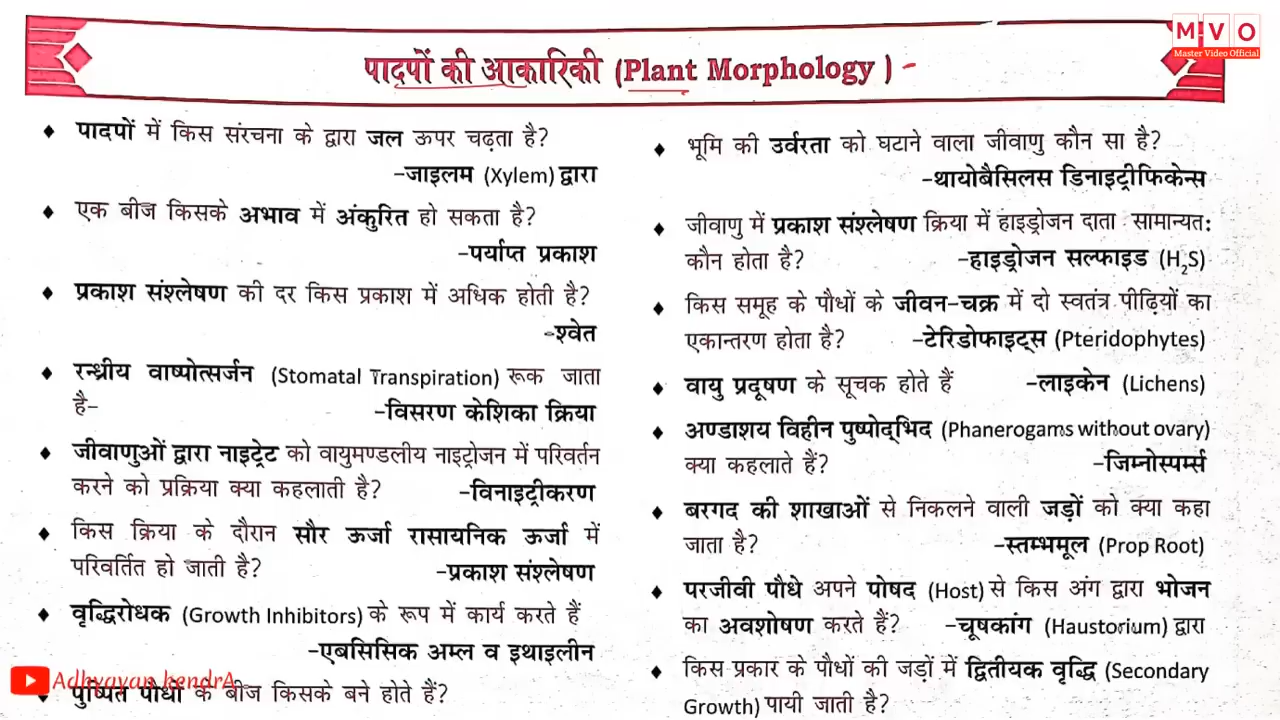 M V O
Master Video Official
पादपों की आकारिकी (Plant Morphology ) -
♦ पादपों में किस संरचना के द्वारा जल ऊपर चढ़ता है?
-जाइलम (Xylem) द्वारा
♦ एक बीज किसके अभाव में अंकुरित हो सकता है?
-पर्याप्त प्रकाश
♦ प्रकाश संश्लेषण की दर किस प्रकाश में अधिक होती है?
-श्वेत
♦ रन्ध्रीय वाष्पोत्सर्जन (Stomatal Transpiration) रूक जाता
है-
-विसरण केशिका क्रिया
♦ जीवाणुओं द्वारा नाइट्रेट को वायुमण्डलीय नाइट्रोजन में परिवर्तन
करने को प्रक्रिया क्या कहलाती है?
-विनाइट्रीकरण
♦ किस क्रिया के दौरान सौर ऊर्जा रासायनिक ऊर्जा में
परिवर्तित हो जाती है?
-प्रकाश संश्लेषण
♦ वृद्धिरोधक (Growth Inhibitors) के रूप में कार्य करते हैं
-एबसिसिक अम्ल व इथाइलीन
♦ पुष्पित पौधों के बीज किसके बने होते हैं?
Adhyayan kendrA
♦ भूमि की उर्वरता को घटाने वाला जीवाणु कौन सा है?
-थायोबैसिलस डिनाइट्रीफिकेन्स
♦ जीवाणु में प्रकाश संश्लेषण क्रिया में हाइड्रोजन दाता सामान्यत:
कौन होता है? -हाइड्रोजन सल्फाइड (H₂S)
♦ किस समूह के पौधों के जीवन-चक्र में दो स्वतंत्र पीढ़ियों का
एकान्तरण होता है? -टेरिडोफाइट्स (Pteridophytes)
♦ वायु प्रदूषण के सूचक होते हैं -लाइकेन (Lichens)
♦ अण्डाशय विहीन पुष्पोद्भिद (Phanerogams without ovary)
क्या कहलाते हैं? -जिम्नोस्पर्म्स
♦ बरगद की शाखाओं से निकलने वाली जड़ों को क्या कहा
जाता है? -स्तम्भमूल (Prop Root)
♦ परजीवी पौधे अपने पोषद (Host) से किस अंग द्वारा भोजन
का अवशोषण करते हैं? -चूषकांग (Haustorium) द्वारा
♦ किस प्रकार के पौधों की जड़ों में द्वितीयक वृद्धि (Secondary
Growth) पायी जाती है?